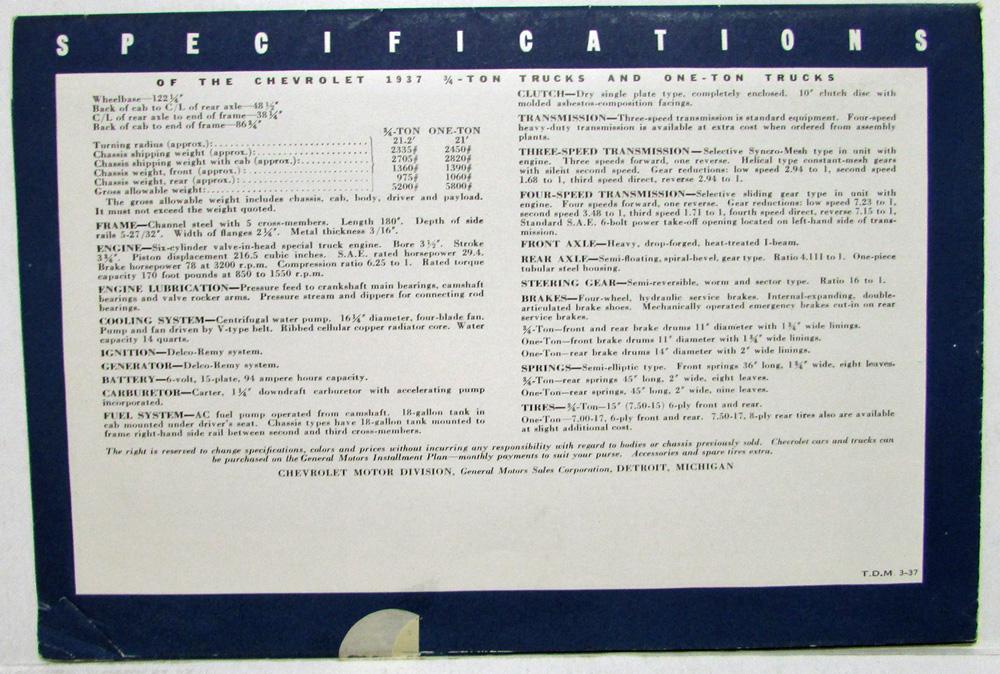 SPECIFICATIONS
OF THE CHEVROLET 1937 ¾-TON TRUCKS AND ONE-TON TRUCKS
Wheelbase—122¼"
Back of cab to C/L of rear axle—48½"
C/L of rear axle to end of frame—38¼"
Back of cab to end of frame—86¾"
¾-TON ONE-TON
Turning radius (approx.):........ 21.2' 21'
Chassis shipping weight (approx.):........ 2335# 2450#
Chassis shipping weight with cab (approx.):........ 2705# 2820#
Chassis weight, front (approx.):........ 1360# 1390#
Chassis weight, rear (approx.):........ 975# 1060#
Gross allowable weight:........ 5200# 5800#
The gross allowable weight includes chassis, cab, body, driver and payload.
It must not exceed the weight quoted.
FRAME—Channel steel with 5 cross-members. Length 180". Depth of side
rails 5-27/32". Width of flanges 2¼". Metal thickness 3/16".
ENGINE—Six-cylinder valve-in-head special truck engine. Bore 3½". Stroke
3¾". Piston displacement 216.5 cubic inches. S.A.E. rated horsepower 29.4.
Brake horsepower 78 at 3200 r.p.m. Compression ratio 6.25 to 1. Rated torque
capacity 170 foot pounds at 850 to 1550 r.p.m.
ENGINE LUBRICATION—Pressure feed to crankshaft main bearings, camshaft
bearings and valve rocker arms. Pressure stream and dippers for connecting rod
bearings.
COOLING SYSTEM—Centrifugal water pump. 16¾" diameter, four-blade fan.
Pump and fan driven by V-type belt. Ribbed cellular copper radiator core. Water
capacity 14 quarts.
IGNITION—Delco-Remy system.
GENERATOR—Delco-Remy system.
BATTERY—6-volt, 15-plate, 94 ampere hours capacity.
CARBURETOR—Carter, 1¼" downdraft carburetor with accelerating pump
incorporated.
FUEL SYSTEM—AC fuel pump operated from camshaft. 18-gallon tank in
cab mounted under driver's seat. Chassis types have 18-gallon tank mounted to
frame right-hand side rail between second and third cross-members.
CLUTCH—Dry single plate type, completely enclosed. 10" clutch disc with
molded asbestos-composition facings.
TRANSMISSION—Three-speed transmission is standard equipment. Four-speed
heavy-duty transmission is available at extra cost when ordered from assembly
plants.
THREE-SPEED TRANSMISSION—Selective Syncro-Mesh type in unit with
engine. Three speeds forward, one reverse. Helical type constant-mesh gears
with silent second speed. Gear reductions: low speed 2.94 to 1, second speed
1.68 to 1, third speed direct, reverse 2.94 to 1.
FOUR-SPEED TRANSMISSION—Selective sliding gear type in unit with
engine. Four speeds forward, one reverse. Gear reductions: low 7.23 to 1,
second speed 3.48 to 1, third speed 1.71 to 1, fourth speed direct, reverse 7.15 to 1,
Standard S.A.E. 6-bolt power take-off opening located on left-hand side of trans-
mission.
FRONT AXLE—Heavy, drop-forged, heat-treated I-beam.
REAR AXLE—Semi-floating, spiral-bevel, gear type. Ratio 4.111 to 1. One-piece
tubular steel housing.
STEERING GEAR—Semi-reversible, worm and sector type. Ratio 16 to 1.
BRAKES—Four-wheel, hydraulic service brakes. Internal-expanding, double-
articulated brake shoes. Mechanically operated emergency brakes cut-in on rear
service brakes.
¾-Ton—front and rear brake drums 11" diameter with 1¾" wide linings.
One-Ton—front brake drums 11" diameter with 1¾" wide linings.
One-Ton—rear brake drums 14" diameter with 2" wide linings.
SPRINGS—Semi-elliptic type. Front springs 36" long, 1¾" wide, eight leaves.
¾-Ton—rear springs 45" long, 2" wide, eight leaves.
One-Ton—rear springs, 45" long, 2" wide, nine leaves.
TIRES—¾-Ton—15" (7.50-15) 6-ply front and rear.
One-Ton—7.00-17, 6-ply front and rear. 7.50-17, 8-ply rear tires also are available
at slight additional cost.
The right is reserved to change specifications, colors and prices without incurring any responsibility with regard to bodies or chassis previously sold. Chevrolet cars and trucks can
be purchased on the General Motors Installment Plan—monthly payments to suit your purse. Accessories and spare tires extra.
CHEVROLET MOTOR DIVISION, General Motors Sales Corporation, DETROIT, MICHIGAN
T.D.M 3-37